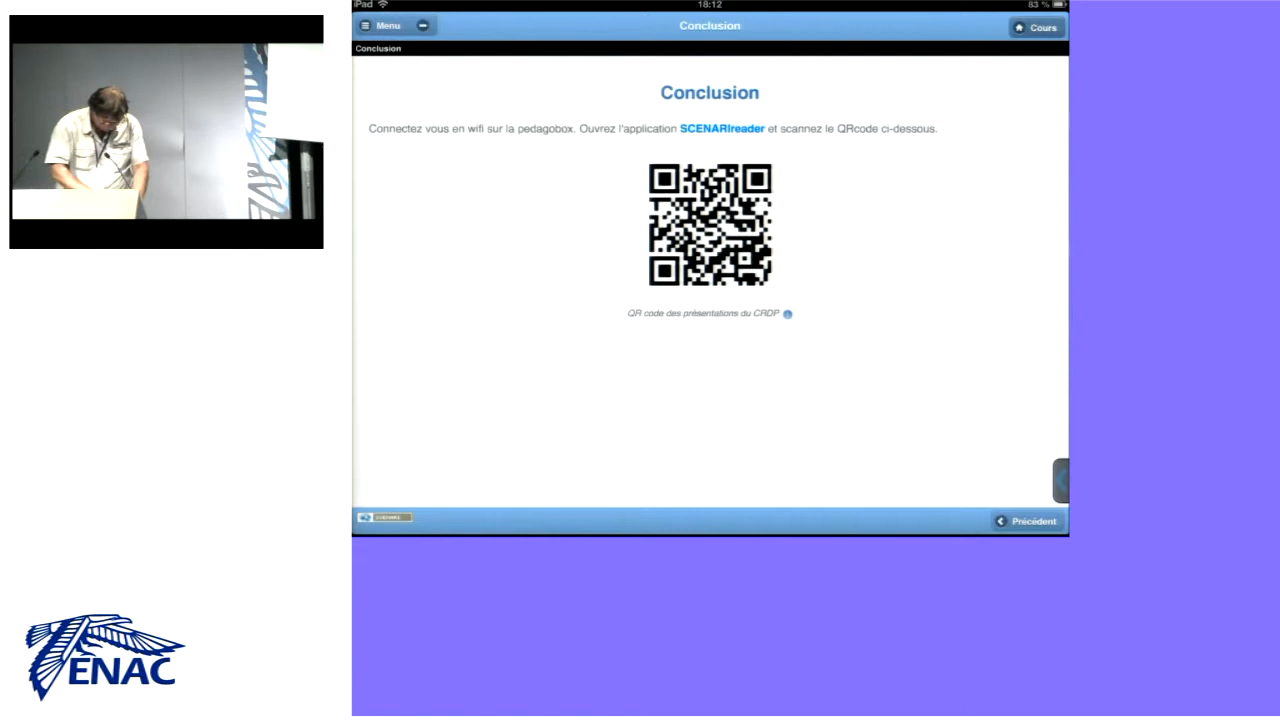 iPad
18:12
83 %
Menu
Conclusion
Cours
Conclusion
Conclusion
Connectez vous en wifi sur la pedagobox. Ouvrez l'application SCENARIreader et scannez le QRcode ci-dessous.
QR code des présentations du CRDP
Précédent
ENAC